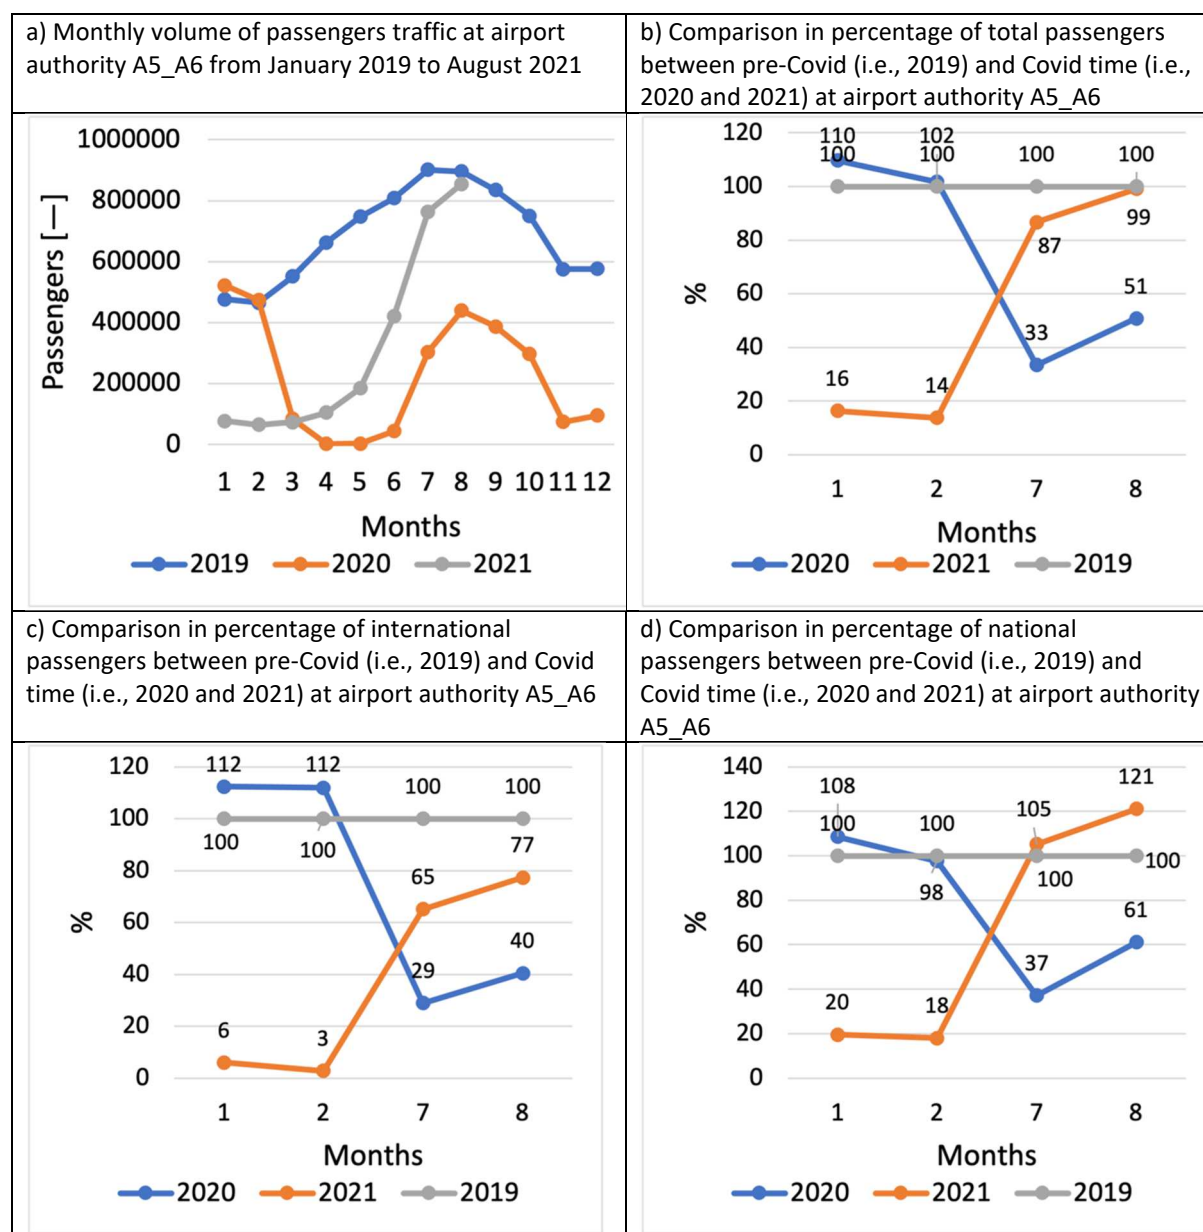 a) Monthly volume of passengers traffic at airport
authority A5_A6 from January 2019 to August 2021
b) Comparison in percentage of total passengers
between pre-Covid (i.e., 2019) and Covid time (i.e.,
2020 and 2021) at airport authority A5_A6
1000000
800000
600000
400000
200000
0
Passengers [—]
1 2 3 4 5 6 7 8 9 10 11 12
Months
2019 2020 2021
120
100
80
60
40
20
0
%
110 102
100 100 100 100
87 99
33 51
16 14
1 2 7 8
Months
2020 2021 2019
c) Comparison in percentage of international
passengers between pre-Covid (i.e., 2019) and Covid
time (i.e., 2020 and 2021) at airport authority A5_A6
d) Comparison in percentage of national
passengers between pre-Covid (i.e., 2019) and
Covid time (i.e., 2020 and 2021) at airport authority
A5_A6
120
100
80
60
40
20
0
%
112 112 100 100
100 100 77
65
29 40
6 3
1 2 7 8
Months
2020 2021 2019
140
120
100
80
60
40
20
0
%
108 121
100 100 105
98 100 100
37 61
20 18
1 2 7 8
Months
2020 2021 2019